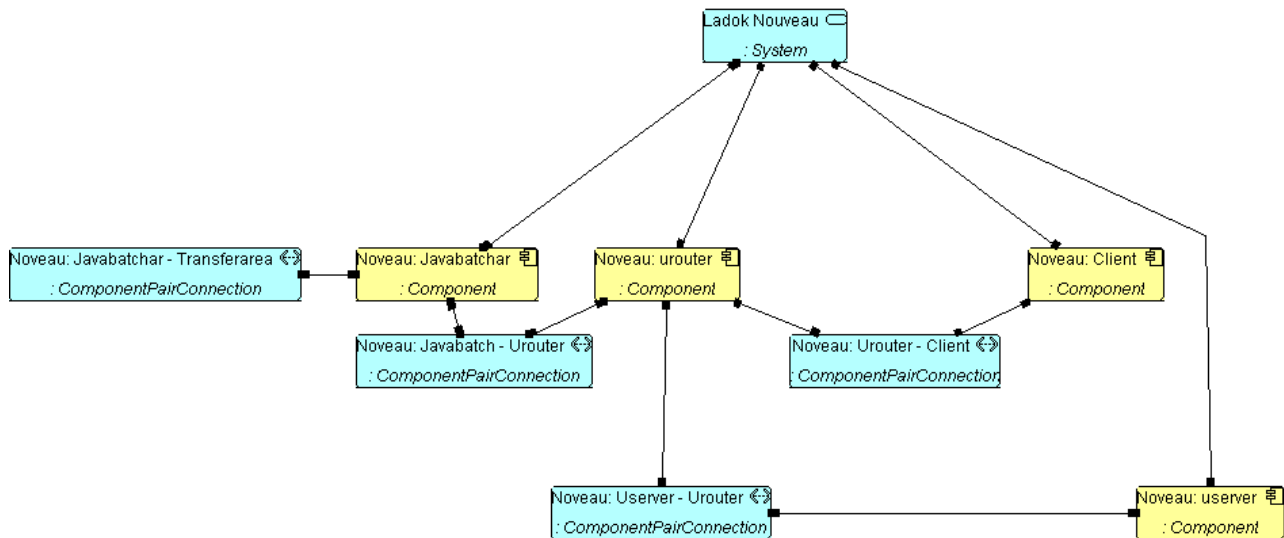 Ladok Nouveau
: System
Noveau: Javabatchar - Transferarea
: ComponentPairConnection
Noveau: Javabatchar
: Component
Noveau: urouter
: Component
Noveau: Client
: Component
Noveau: Javabatch - Urouter
: ComponentPairConnection
Noveau: Urouter - Client
: ComponentPairConnection
Noveau: Userver - Urouter
: ComponentPairConnection
Noveau: userver
: Component